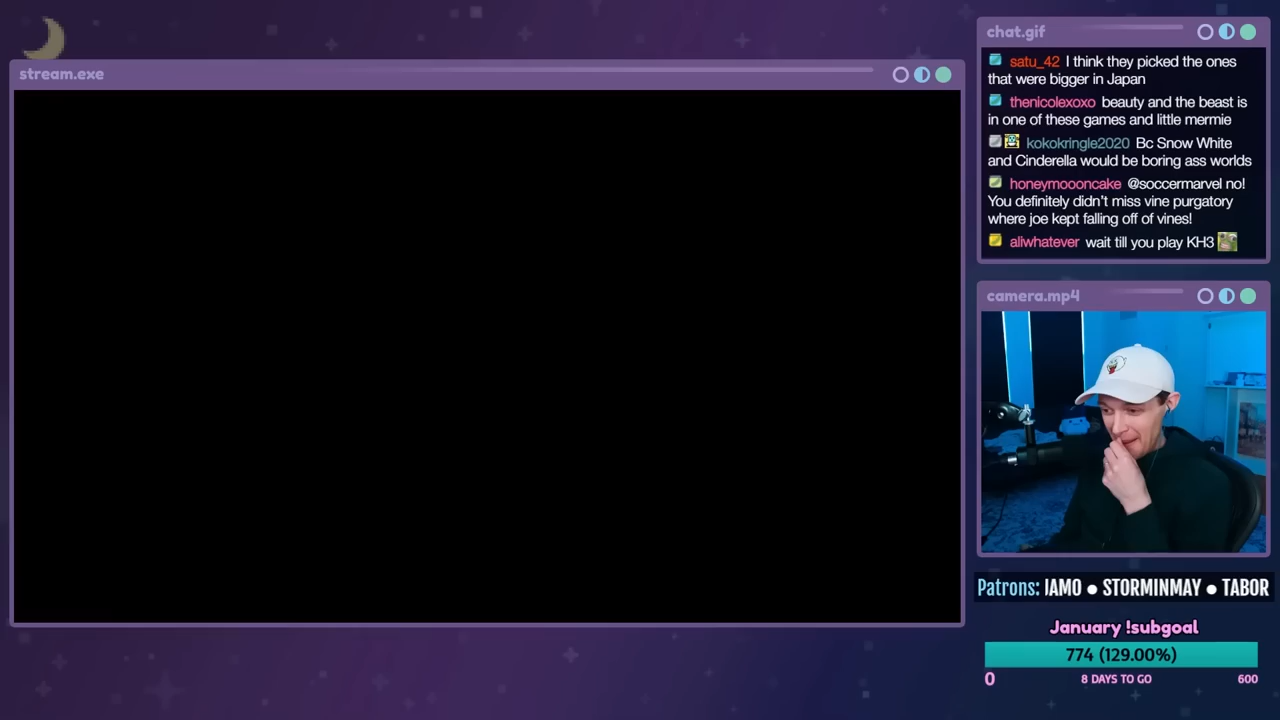 stream.exe
chat.gif
satu_42 I think they picked the ones
that were bigger in Japan
thenicolexoxo beauty and the beast is
in one of these games and little mermie
kokokringle2020 Bc Snow White
and Cinderella would be boring ass worlds
honeymoooncake @soccermarvel no!
You definitely didn't miss vine purgatory
where joe kept falling off of vines!
aliwhatever wait till you play KH3
camera.mp4
Patrons: IAMO ● STORMINMAY ● TABOR
January !subgoal
774 (129.00%)
0 8 DAYS TO GO 600